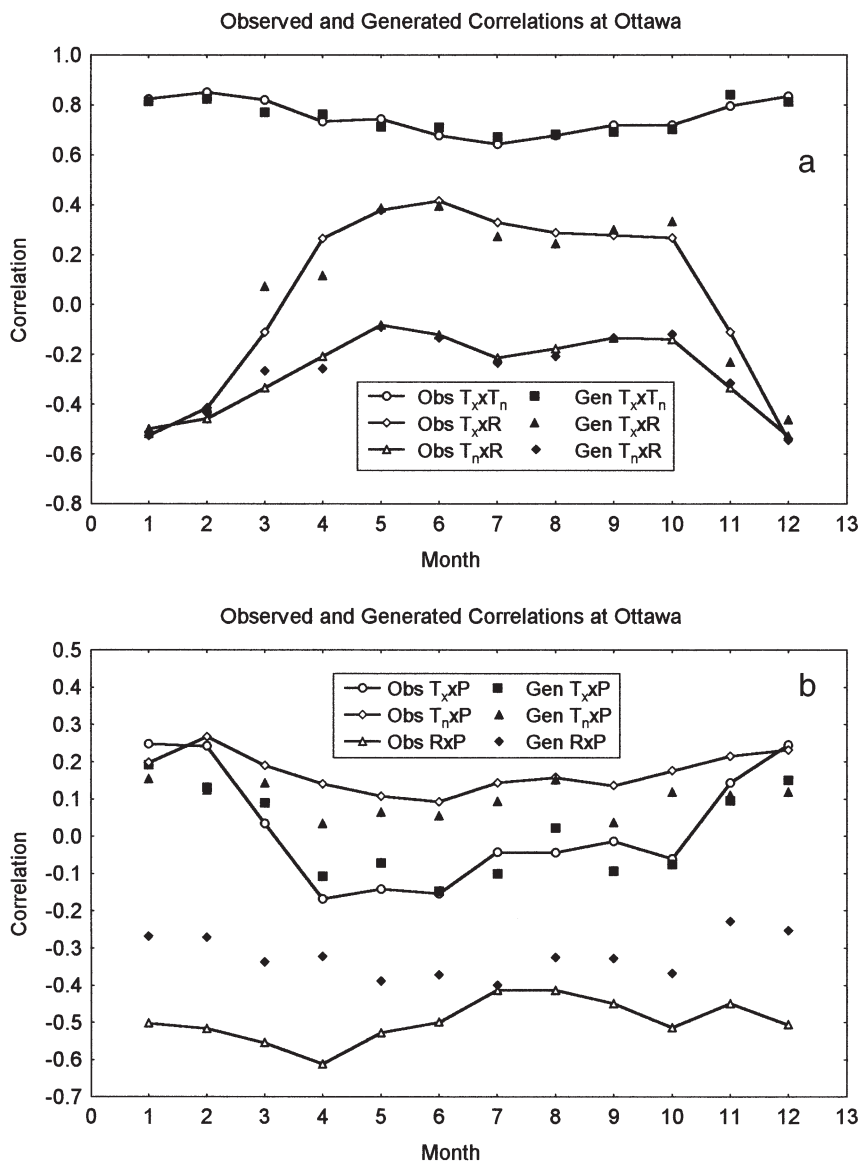 Observed and Generated Correlations at Ottawa
1.0
0.8
0.6
0.4
0.2
0.0
-0.2
-0.4
-0.6
-0.8
Correlation
a
Obs TxxTn Gen TxxTn
Obs TxxR Gen TxxR
Obs TnxR Gen TnxR
0 1 2 3 4 5 6 7 8 9 10 11 12 13
Month
Observed and Generated Correlations at Ottawa
0.5
0.4
0.3
0.2
0.1
0.0
-0.1
-0.2
-0.3
-0.4
-0.5
-0.6
-0.7
Correlation
b
Obs TxxP Gen TxxP
Obs TnxP Gen TnxP
Obs RxP Gen RxP
0 1 2 3 4 5 6 7 8 9 10 11 12 13
Month